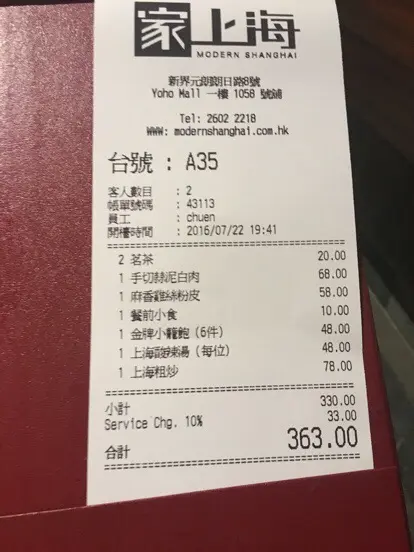 家上海
MODERN SHANGHAI
新界元朗朗日路8號
Yoho Mall 一樓 1058 號舖
Tel: 2602 2218
WWW: modernshanghai.com.hk
台號 : A35
客人數目 : 2
帳單號碼 : 43113
員工 : chuen
開檯時間 : 2016/07/22 19:41
2 茗茶 20.00
1 手切蒜泥白肉 68.00
1 麻香雞絲粉皮 58.00
1 餐前小食 10.00
1 金牌小籠飽 (6件) 48.00
1 上海酸辣湯 (每位) 48.00
1 上海粗炒 78.00
小計 330.00
Service Chg. 10% 33.00
合計 363.00